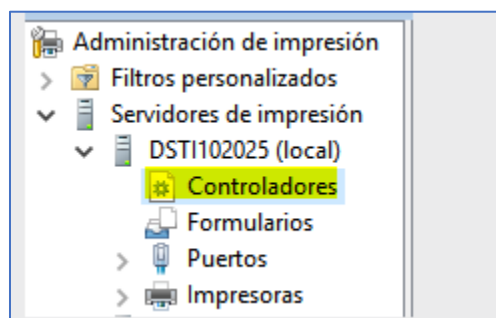 Administración de impresión
Filtros personalizados
Servidores de impresión
DSTI102025 (local)
Controladores
Formularios
Puertos
Impresoras